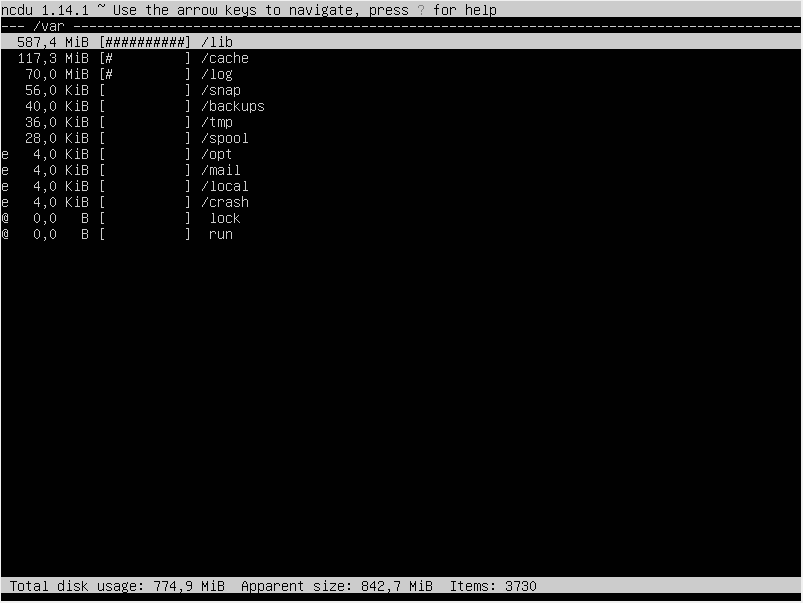 ncdu 1.14.1 ~ Use the arrow keys to navigate, press ? for help
--- /var ----------------------------------------------------------------------------------------
  587,4 MiB [##########] /lib
  117,3 MiB [#         ] /cache
   70,0 MiB [#         ] /log
   56,0 KiB [          ] /snap
   40,0 KiB [          ] /backups
   36,0 KiB [          ] /tmp
   28,0 KiB [          ] /spool
e   4,0 KiB [          ] /opt
e   4,0 KiB [          ] /mail
e   4,0 KiB [          ] /local
e   4,0 KiB [          ] /crash
@   0,0   B [          ]  lock
@   0,0   B [          ]  run
Total disk usage: 774,9 MiB  Apparent size: 842,7 MiB  Items: 3730